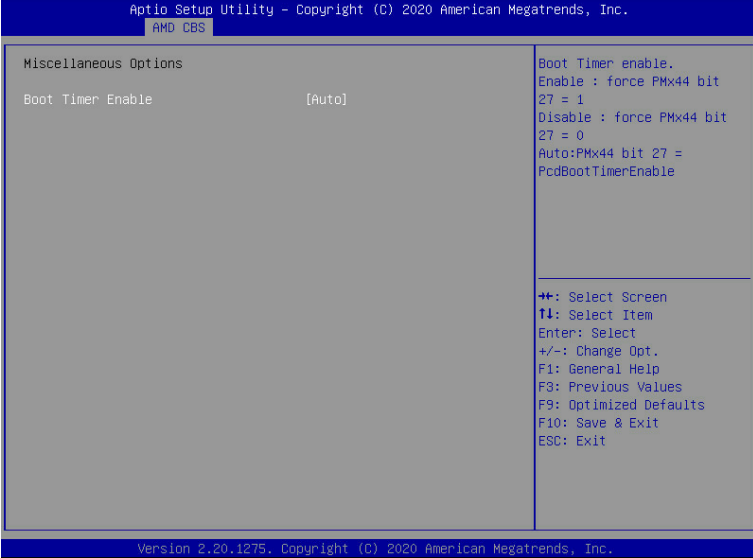 Aptio Setup Utility – Copyright (C) 2020 American Megatrends, Inc.
AMD CBS
Miscellaneous Options
Boot Timer Enable [Auto]
Boot Timer enable.
Enable : force PMx44 bit
27 = 1
Disable : force PMx44 bit
27 = 0
Auto:PMx44 bit 27 =
PcdBootTimerEnable
→←: Select Screen
↑↓: Select Item
Enter: Select
+/-: Change Opt.
F1: General Help
F3: Previous Values
F9: Optimized Defaults
F10: Save & Exit
ESC: Exit
Version 2.20.1275. Copyright (C) 2020 American Megatrends, Inc.